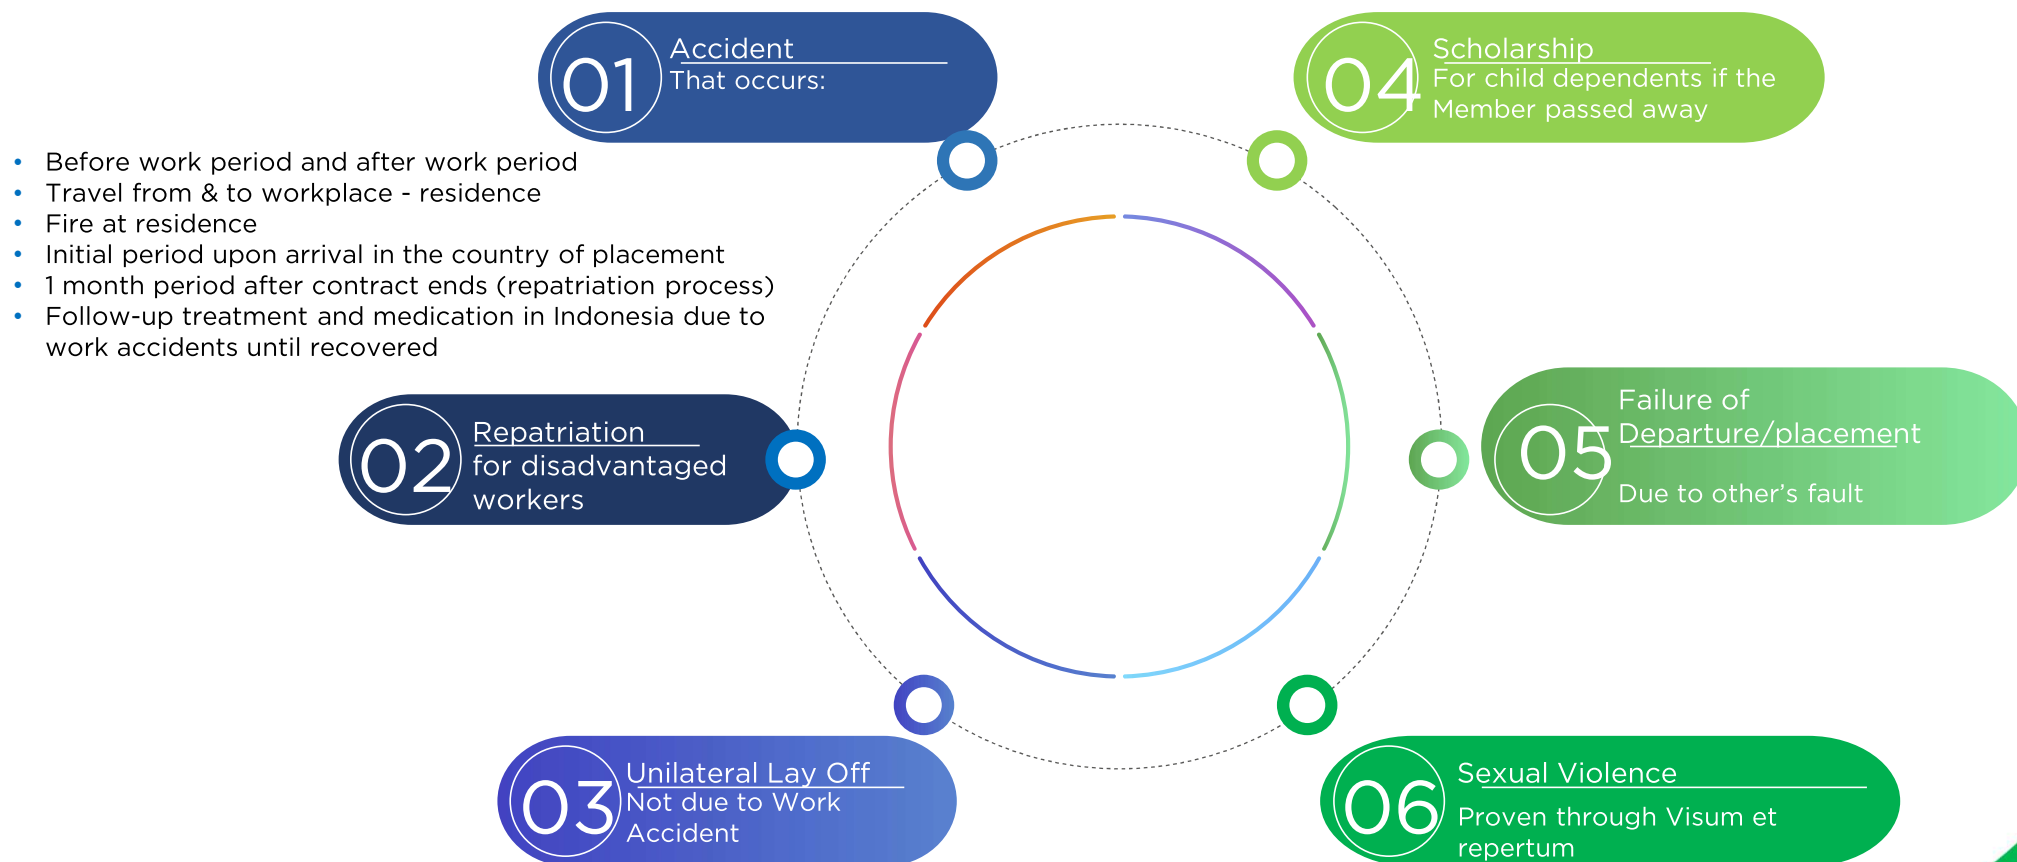 01
Accident
That occurs:
• Before work period and after work period
• Travel from & to workplace - residence
• Fire at residence
• Initial period upon arrival in the country of placement
• 1 month period after contract ends (repatriation process)
• Follow-up treatment and medication in Indonesia due to
work accidents until recovered
02
Repatriation
for disadvantaged
workers
03
Unilateral Lay Off
Not due to Work
Accident
04
Scholarship
For child dependents if the
Member passed away
05
Failure of
Departure/placement
Due to other’s fault
06
Sexual Violence
Proven through Visum et
repertum